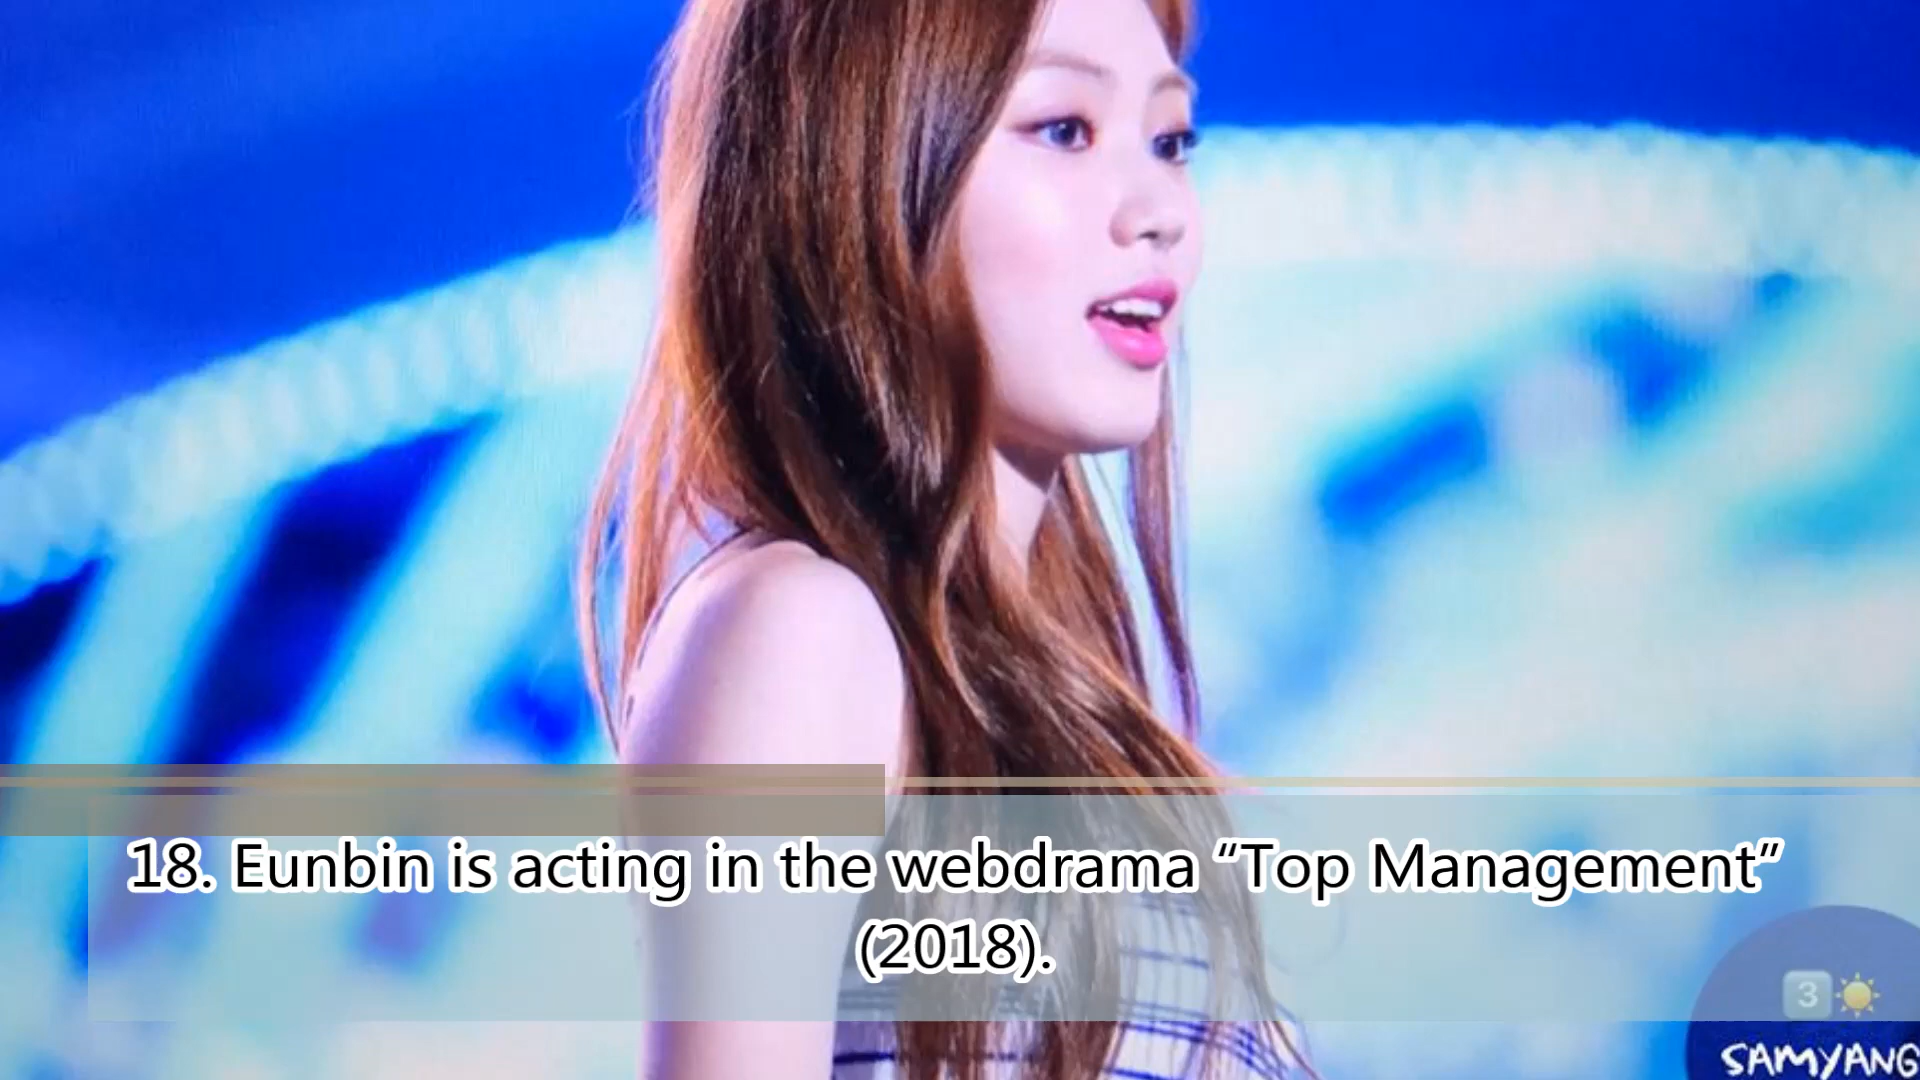 18. Eunbin is acting in the webdrama “Top Management”
(2018).
3
SAMYANG